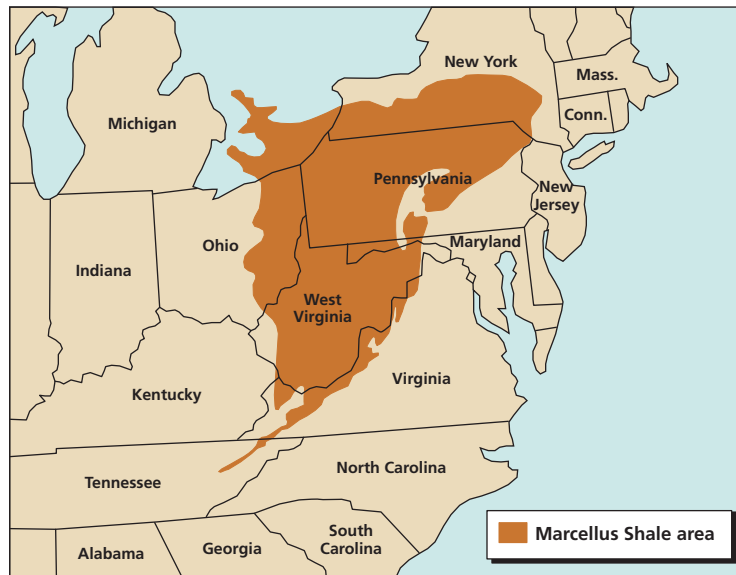 New York
Mass.
Michigan
Conn.
Pennsylvania
New
Jersey
Ohio
Maryland
Indiana
West
Virginia
Virginia
Kentucky
North Carolina
Tennessee
South
Carolina
Alabama
Georgia
Marcellus Shale area